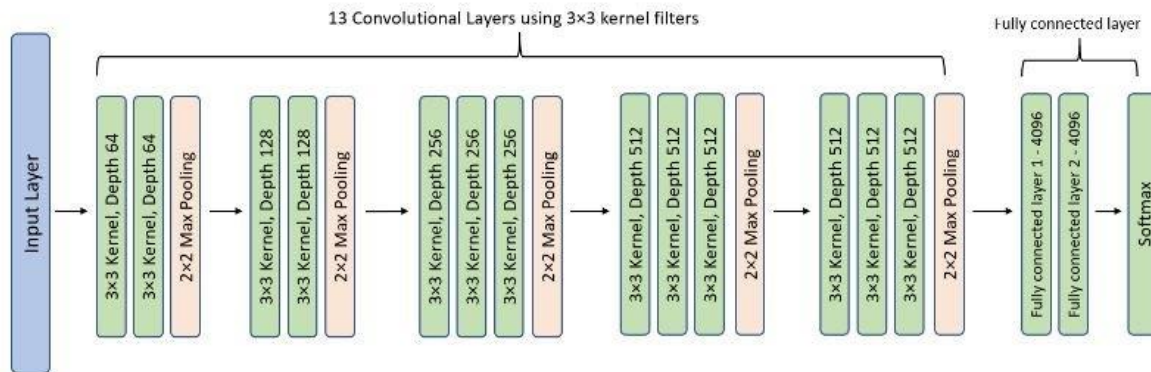 13 Convolutional Layers using 3×3 kernel filters
Fully connected layer
Input Layer
3×3 Kernel, Depth 64
3×3 Kernel, Depth 64
2×2 Max Pooling
3×3 Kernel, Depth 128
3×3 Kernel, Depth 128
2×2 Max Pooling
3×3 Kernel, Depth 256
3×3 Kernel, Depth 256
3×3 Kernel, Depth 256
2×2 Max Pooling
3×3 Kernel, Depth 512
3×3 Kernel, Depth 512
3×3 Kernel, Depth 512
2×2 Max Pooling
3×3 Kernel, Depth 512
3×3 Kernel, Depth 512
3×3 Kernel, Depth 512
2×2 Max Pooling
Fully connected layer 1 - 4096
Fully connected layer 2 - 4096
Softmax